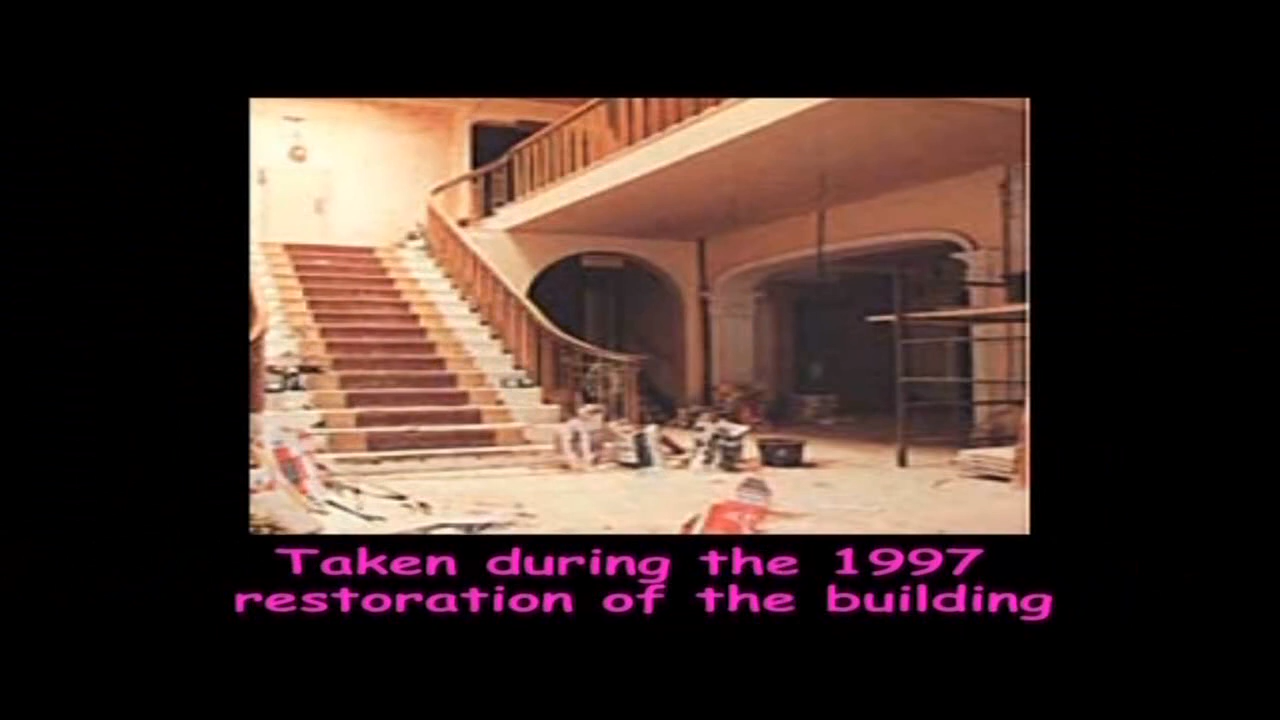 Taken during the 1997
restoration of the building